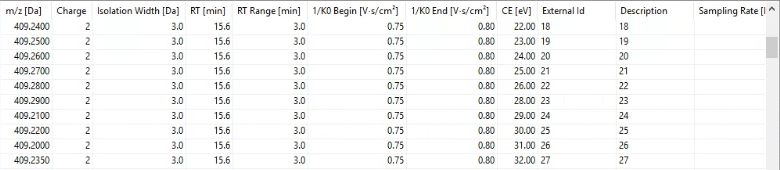 m/z [Da] Charge Isolation Width [Da] RT [min] RT Range [min] 1/K0 Begin [V·s/cm²] 1/K0 End [V·s/cm²] CE [eV] External Id Description Sampling Rate
409.2400 2 3.0 15.6 3.0 0.75 0.80 22.00 18 18
409.2500 2 3.0 15.6 3.0 0.75 0.80 23.00 19 19
409.2600 2 3.0 15.6 3.0 0.75 0.80 24.00 20 20
409.2700 2 3.0 15.6 3.0 0.75 0.80 25.00 21 21
409.2800 2 3.0 15.6 3.0 0.75 0.80 26.00 22 22
409.2900 2 3.0 15.6 3.0 0.75 0.80 28.00 23 23
409.2100 2 3.0 15.6 3.0 0.75 0.80 29.00 24 24
409.2200 2 3.0 15.6 3.0 0.75 0.80 30.00 25 25
409.2000 2 3.0 15.6 3.0 0.75 0.80 31.00 26 26
409.2350 2 3.0 15.6 3.0 0.75 0.80 32.00 27 27